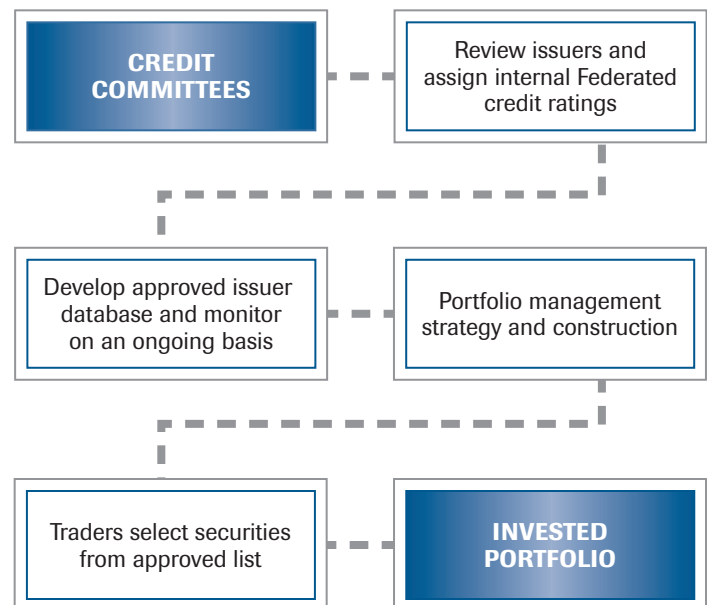 CREDIT
COMMITTEES
Review issuers and
assign internal Federated
credit ratings
Develop approved issuer
database and monitor
on an ongoing basis
Portfolio management
strategy and construction
Traders select securities
from approved list
INVESTED
PORTFOLIO